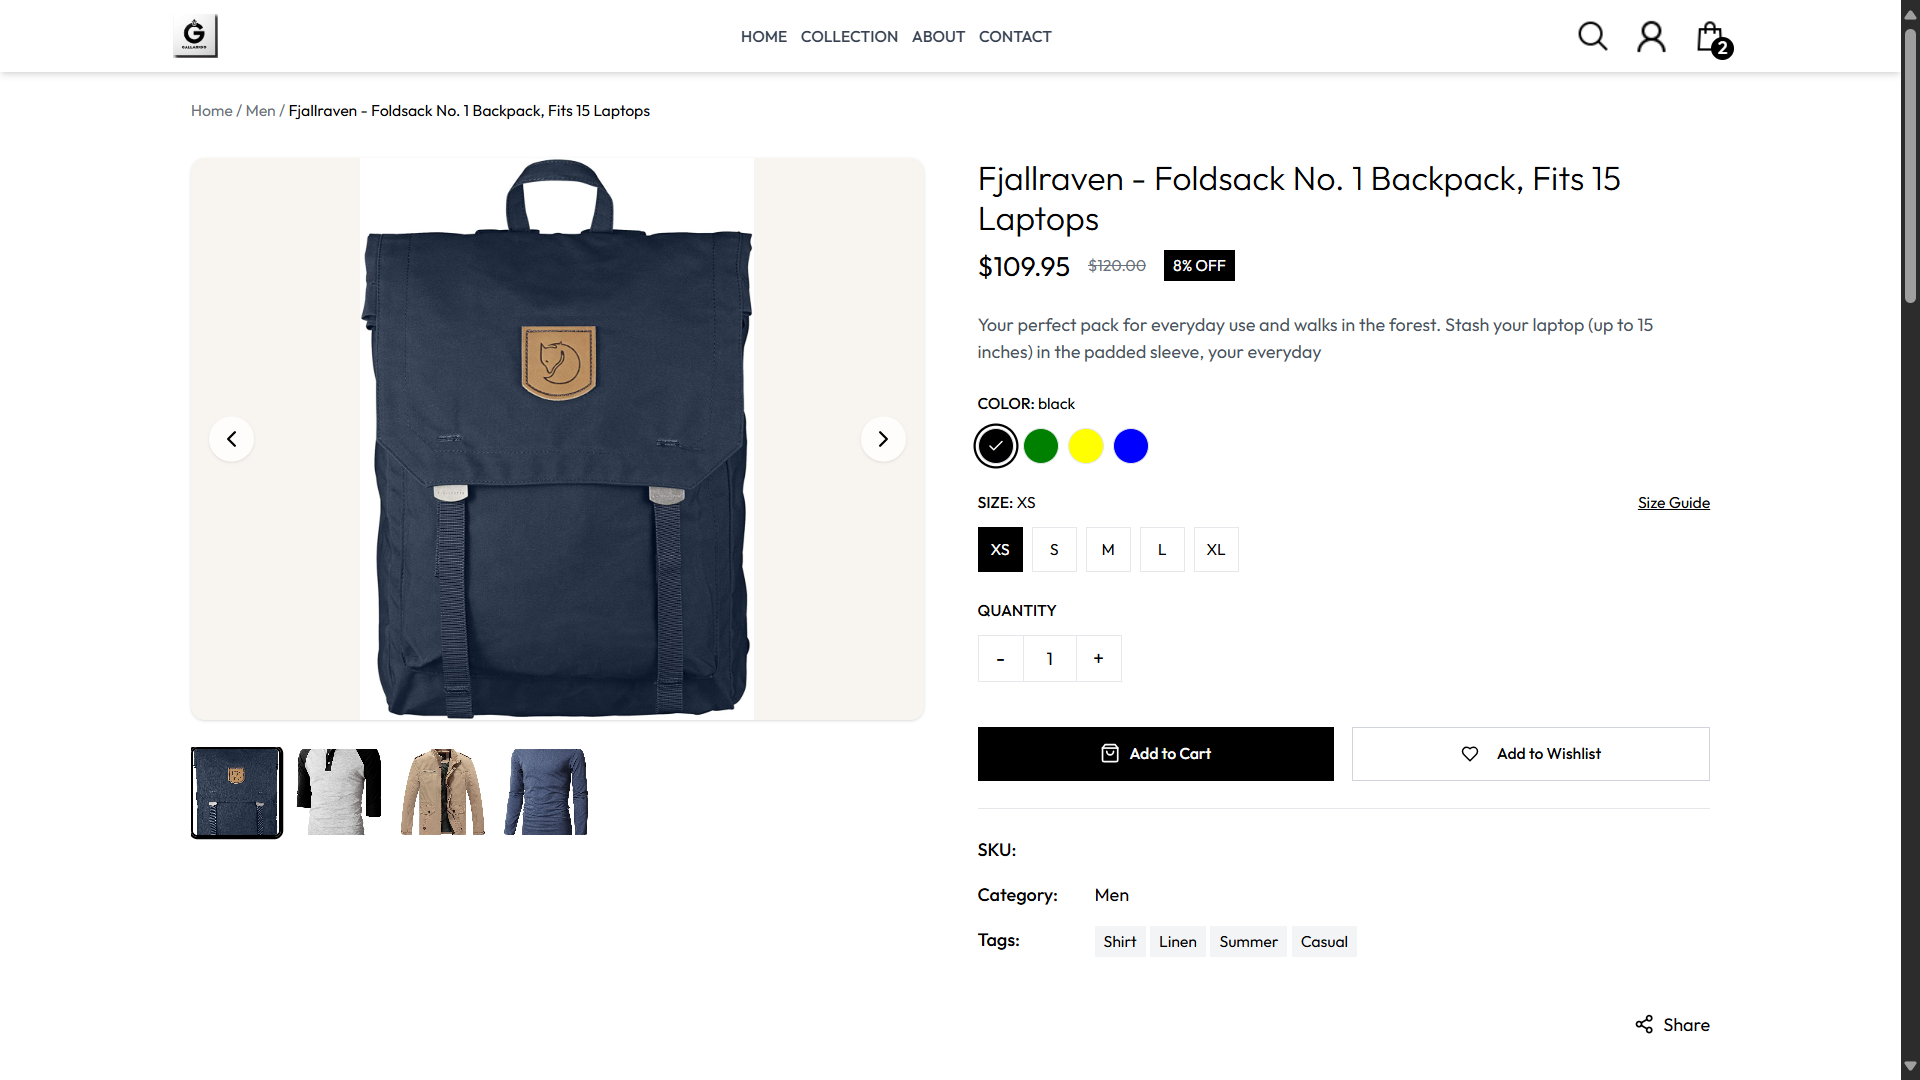 G
GALLARIDO
HOME COLLECTION ABOUT CONTACT
2
Home / Men / Fjallraven - Foldsack No. 1 Backpack, Fits 15 Laptops
Fjallraven - Foldsack No. 1 Backpack, Fits 15
Laptops
$109.95 $120.00 8% OFF
Your perfect pack for everyday use and walks in the forest. Stash your laptop (up to 15
inches) in the padded sleeve, your everyday
COLOR: black
SIZE: XS Size Guide
XS S M L XL
QUANTITY
- 1 +
Add to Cart Add to Wishlist
SKU:
Category: Men
Tags: Shirt Linen Summer Casual
Share